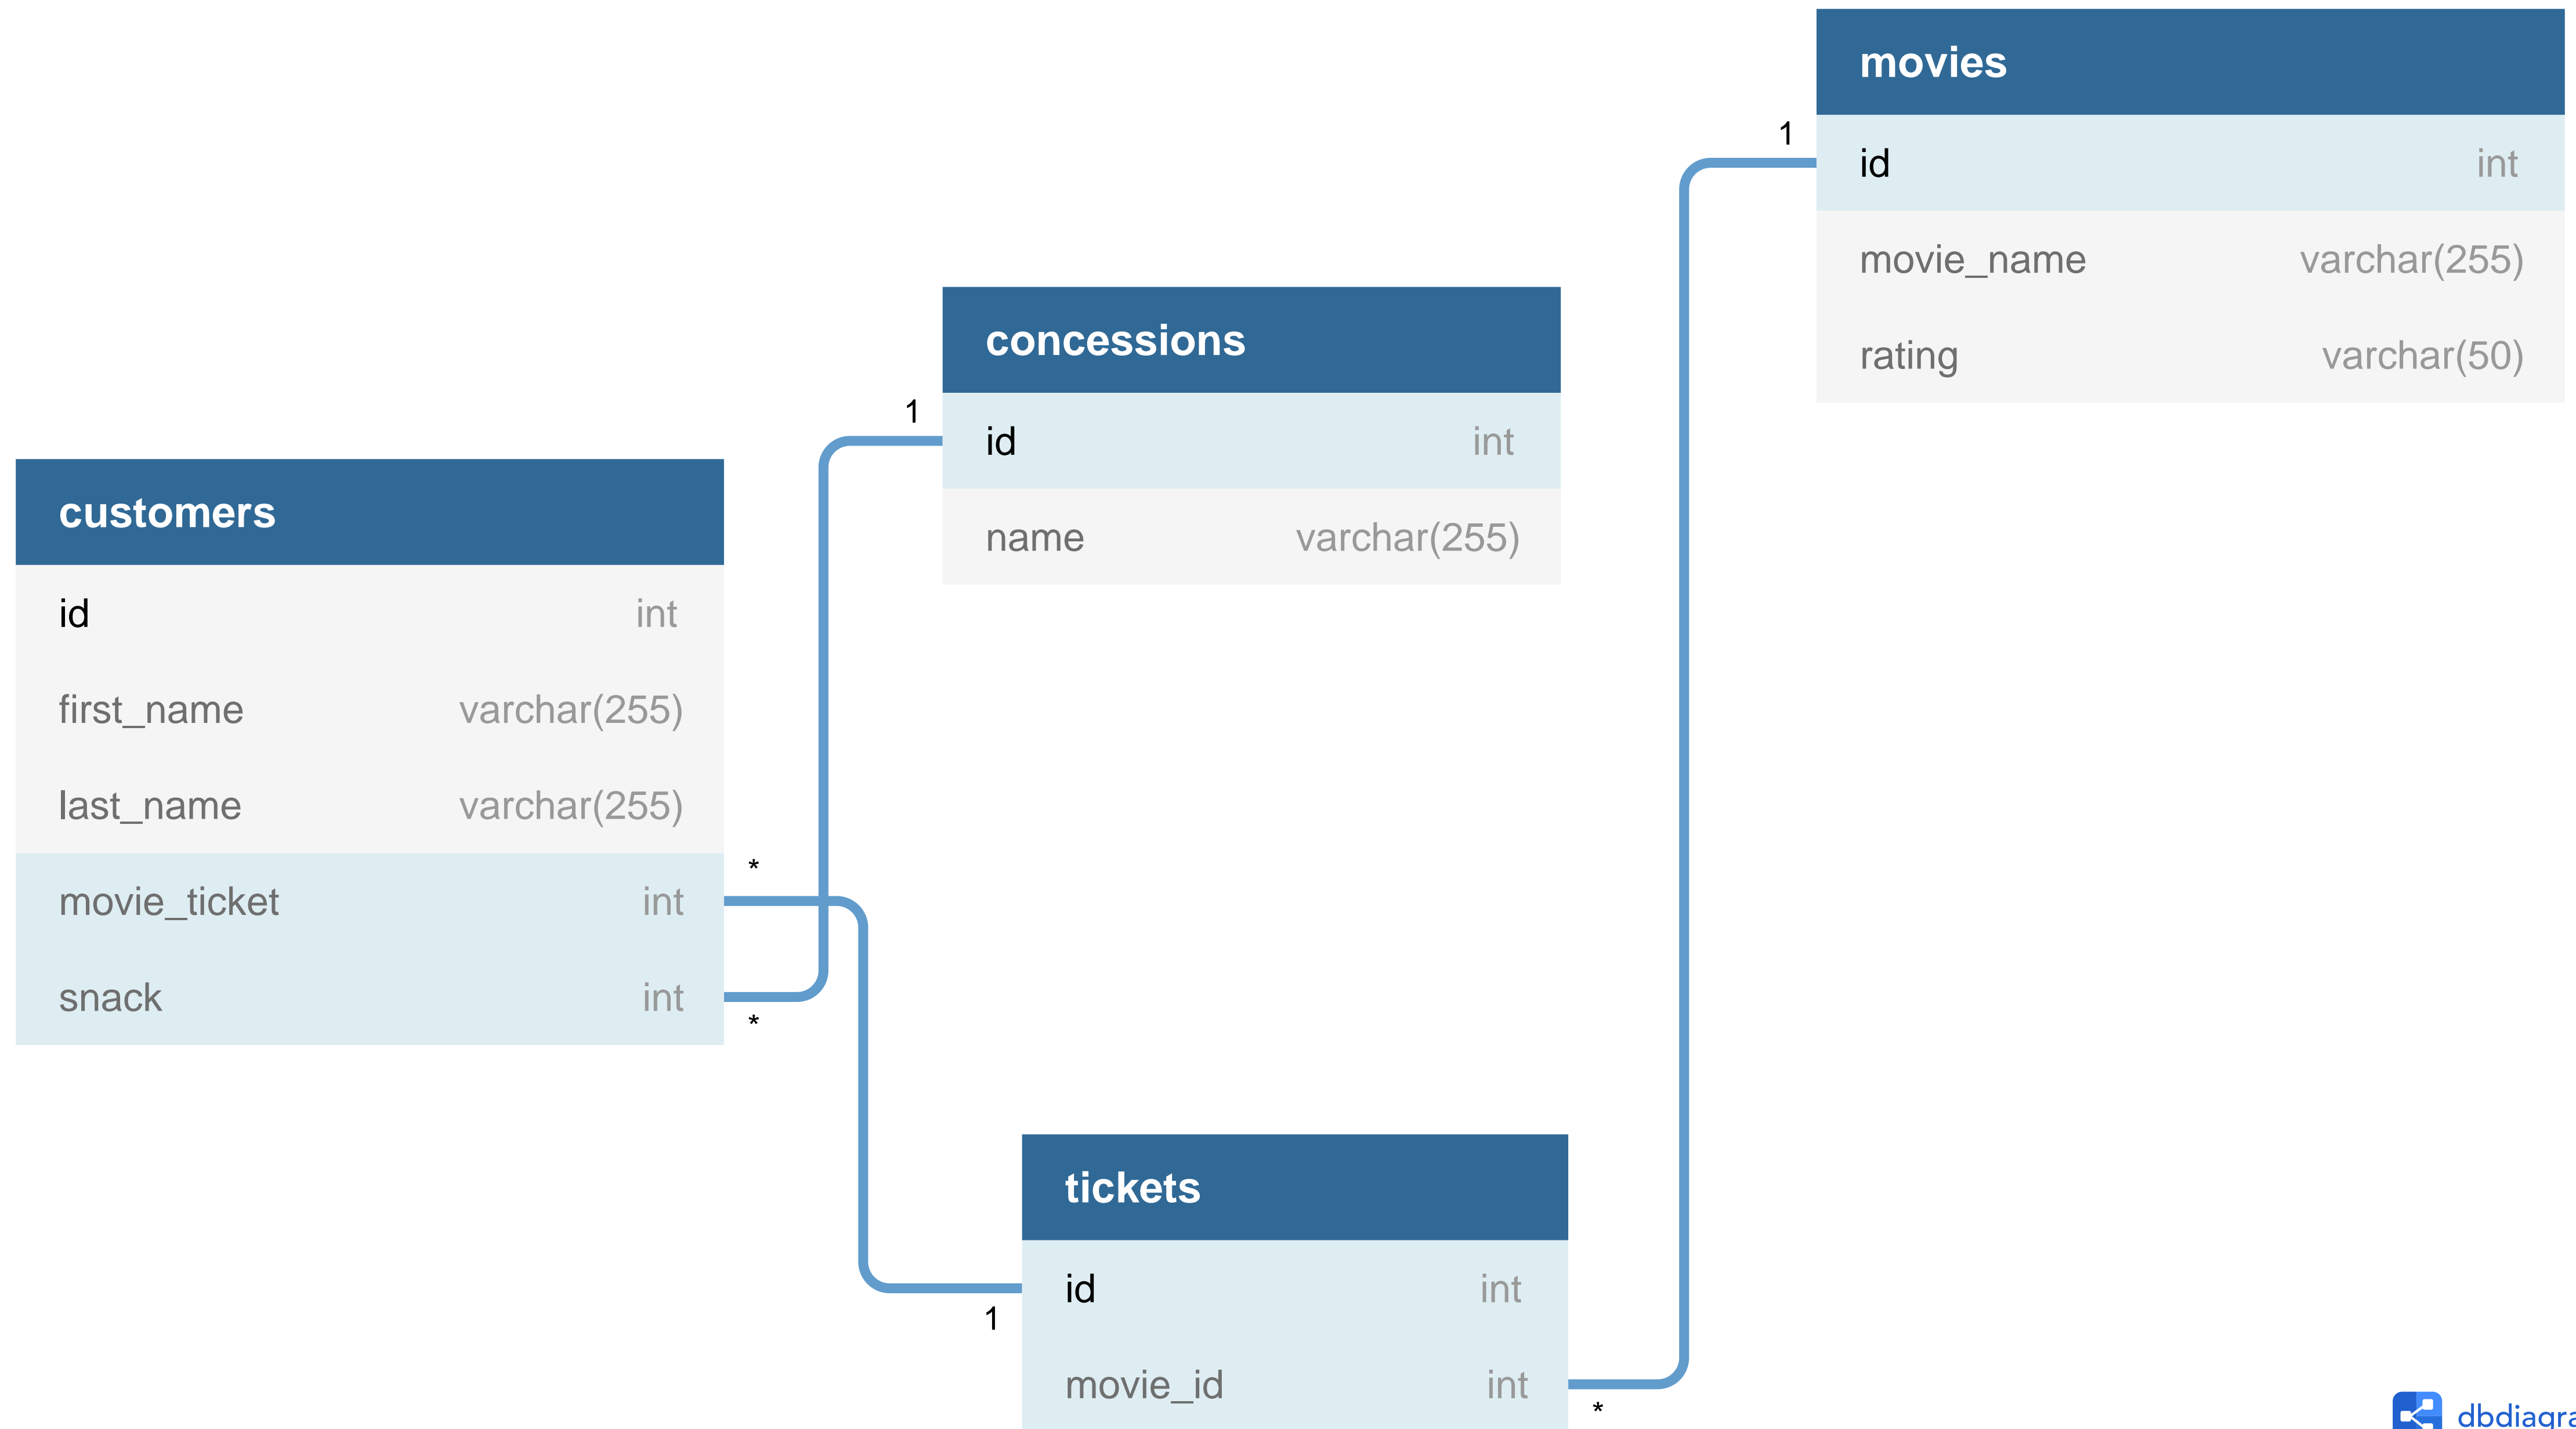 movies
1
id int
movie_name varchar(255)
rating varchar(50)
concessions
1
id int
name varchar(255)
customers
id int
first_name varchar(255)
last_name varchar(255)
*
movie_ticket int
snack int
*
tickets
id int
1
movie_id int
*
dbdiagra